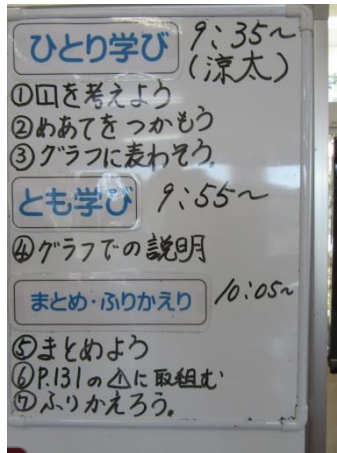 ひとり学び 9:35~
(涼太)
①1を考えよう
②めあてをつかもう
③グラフに表わそう。
とも学び 9:55~
④グラフでの説明
まとめ・ふりかえり 10:05~
⑤まとめよう
⑥P.131の⚠に取組む
⑦ふりかえろう。